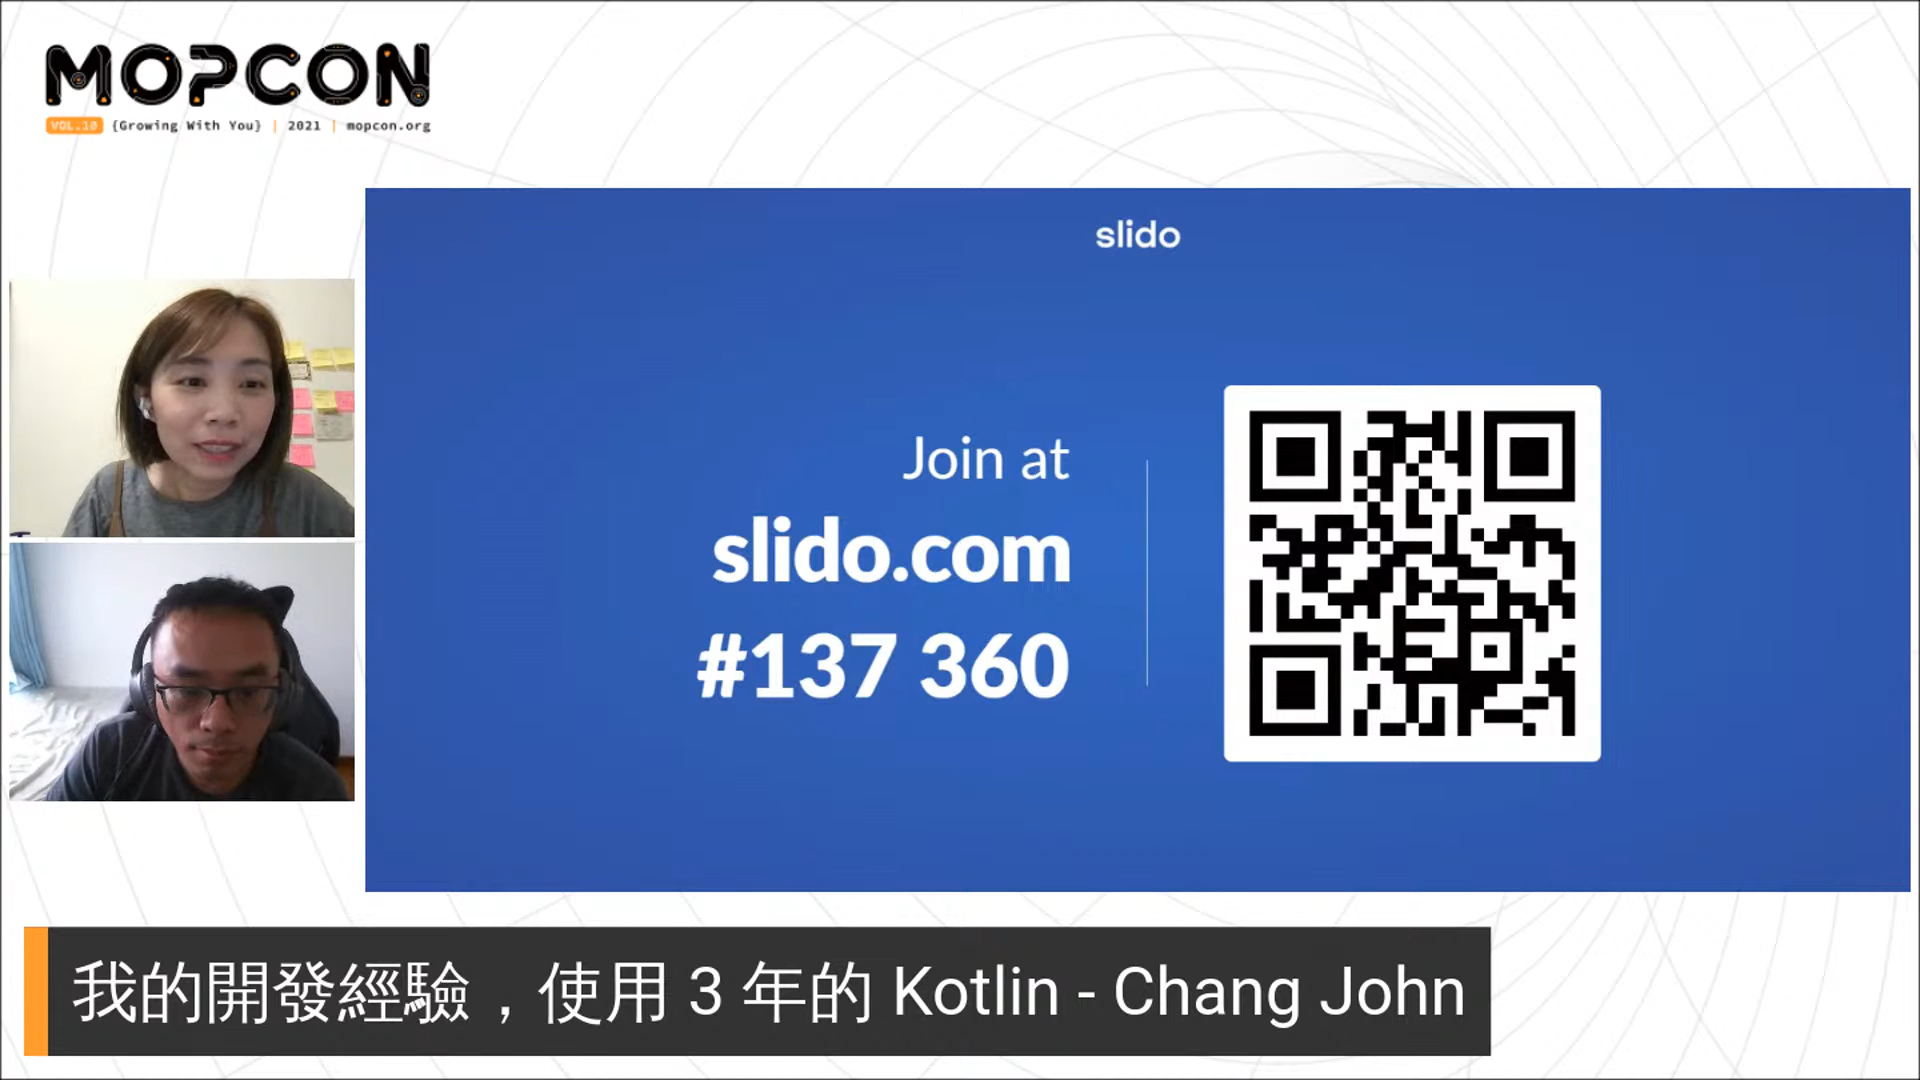 MOPCON
VOL.10 {Growing With You} | 2021 | mopcon.org
slido
Join at
slido.com
#137 360
我的開發經驗，使用 3 年的 Kotlin - Chang John